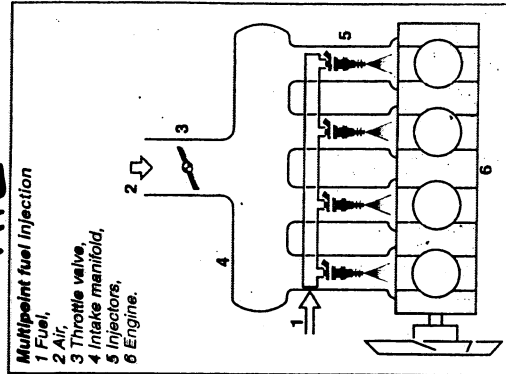 Multipoint fuel injection
1 Fuel,
2 Air,
3 Throttle valve,
4 Intake manifold,
5 Injectors,
6 Engine.
2
3
4
5
1
6